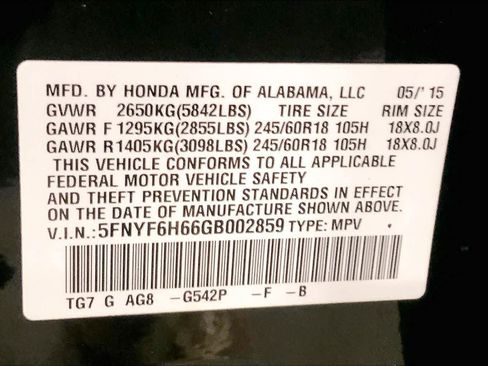 MFD. BY HONDA MFG. OF ALABAMA, LLC 05/'15
GVWR 2650KG(5842LBS) TIRE SIZE RIM SIZE
GAWR F 1295KG(2855LBS) 245/60R18 105H 18X8.0J
GAWR R 1405KG(3098LBS) 245/60R18 105H 18X8.0J
THIS VEHICLE CONFORMS TO ALL APPLICABLE
FEDERAL MOTOR VEHICLE SAFETY
AND THEFT PREVENTION STANDARDS IN EFFECT
ON THE DATE OF MANUFACTURE SHOWN ABOVE.
V.I.N.:5FNYF6H66GB002859 TYPE: MPV
TG7 G AG8 -G542P -F -B